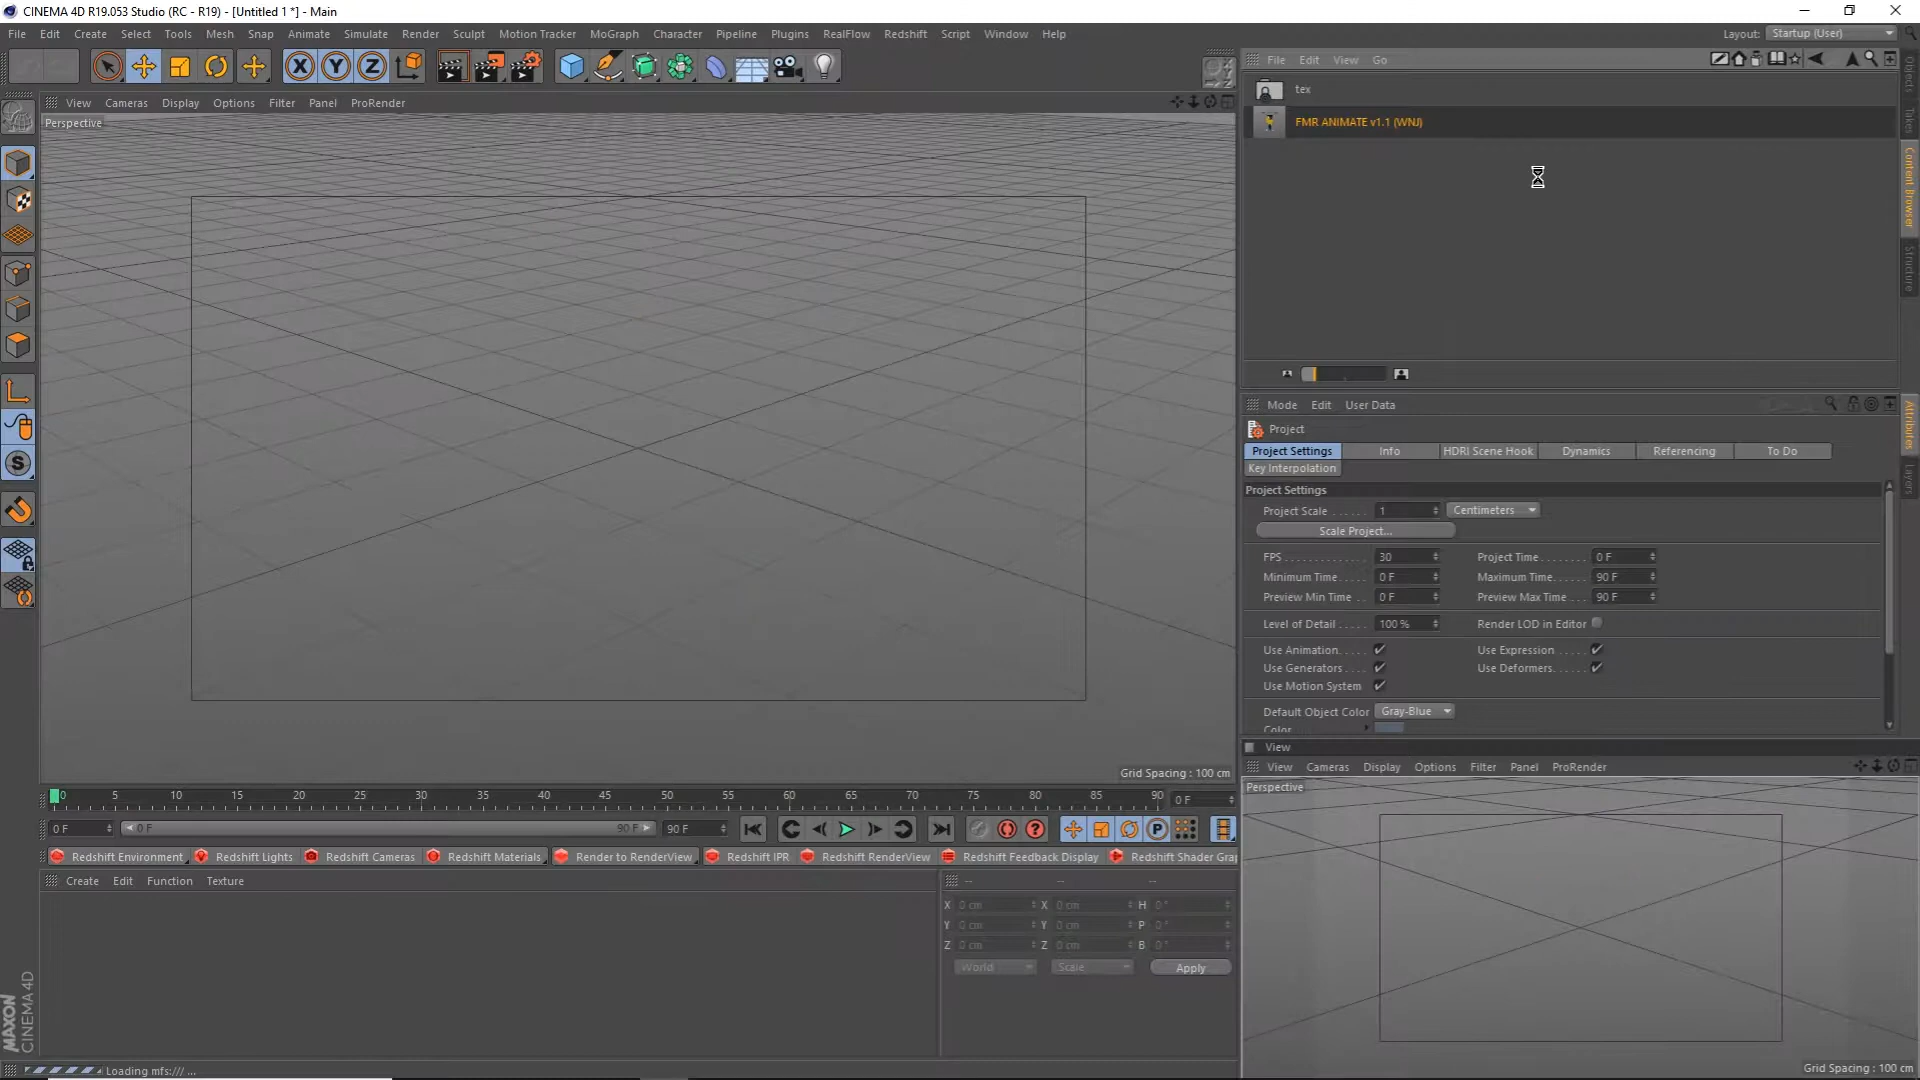 CINEMA 4D R19.053 Studio (RC - R19) - [Untitled 1 *] - Main
File Edit Create Select Tools Mesh Snap Animate Simulate Render Sculpt Motion Tracker MoGraph Character Pipeline Plugins RealFlow Redshift Script Window Help Layout: Startup (User)
X Y Z
File Edit View Go
View Cameras Display Options Filter Panel ProRender
Perspective
tex
FMR ANIMATE v1.1 (WNJ)
Objects
Takes
Content Browser
Structure
Mode Edit User Data
Project
Project Settings Info HDRI Scene Hook Dynamics Referencing To Do
Key Interpolation
Project Settings
Project Scale . . . . . . 1 Centimeters
Scale Project...
FPS . . . . . . . . . . . . . 30 Project Time . . . . . . . . 0 F
Minimum Time . . . . 0 F Maximum Time. . . . . . 90 F
Preview Min Time . . 0 F Preview Max Time . . . 90 F
Level of Detail . . . . . 100 % Render LOD in Editor
Use Animation. . . . . Use Expression. . . . . .
Use Generators . . . . Use Deformers. . . . . .
Use Motion System
Default Object Color Gray-Blue
Color
Attributes
Layers
S
Grid Spacing : 100 cm
0 5 10 15 20 25 30 35 40 45 50 55 60 65 70 75 80 85 90 0 F
0 F 0 F 90 F 90 F
P
Redshift Environment Redshift Lights Redshift Cameras Redshift Materials Render to RenderView Redshift IPR Redshift RenderView Redshift Feedback Display Redshift Shader Grap
Create Edit Function Texture
-- -- --
X 0 cm X 0 cm H 0 °
Y 0 cm Y 0 cm P 0 °
Z 0 cm Z 0 cm B 0 °
World Scale Apply
View
View Cameras Display Options Filter Panel ProRender
Perspective
Grid Spacing : 100 cm
MAXON
CINEMA 4D
Loading mfs:/// ...